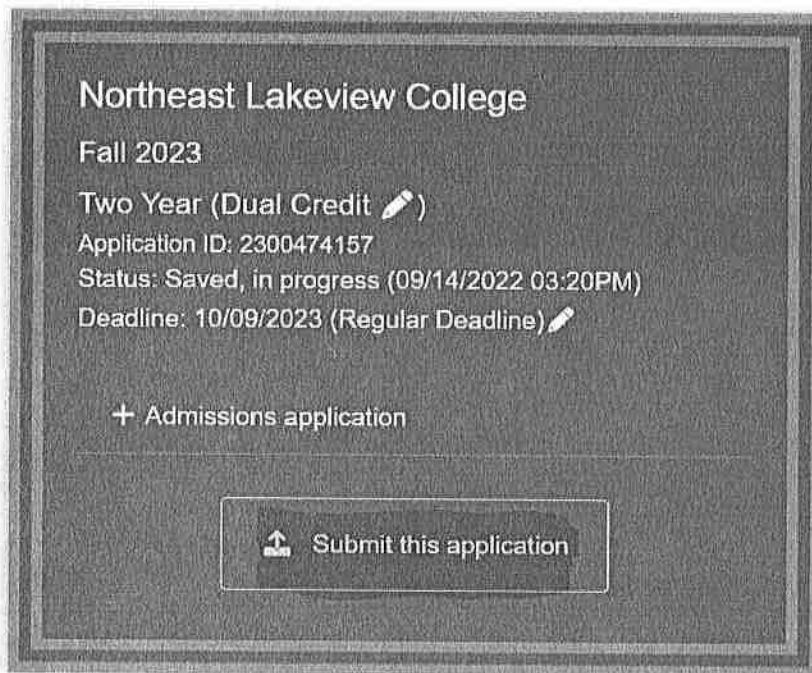 Northeast Lakeview College
Fall 2023
Two Year (Dual Credit )
Application ID: 2300474157
Status: Saved, in progress (09/14/2022 03:20PM)
Deadline: 10/09/2023 (Regular Deadline)
+ Admissions application
Submit this application